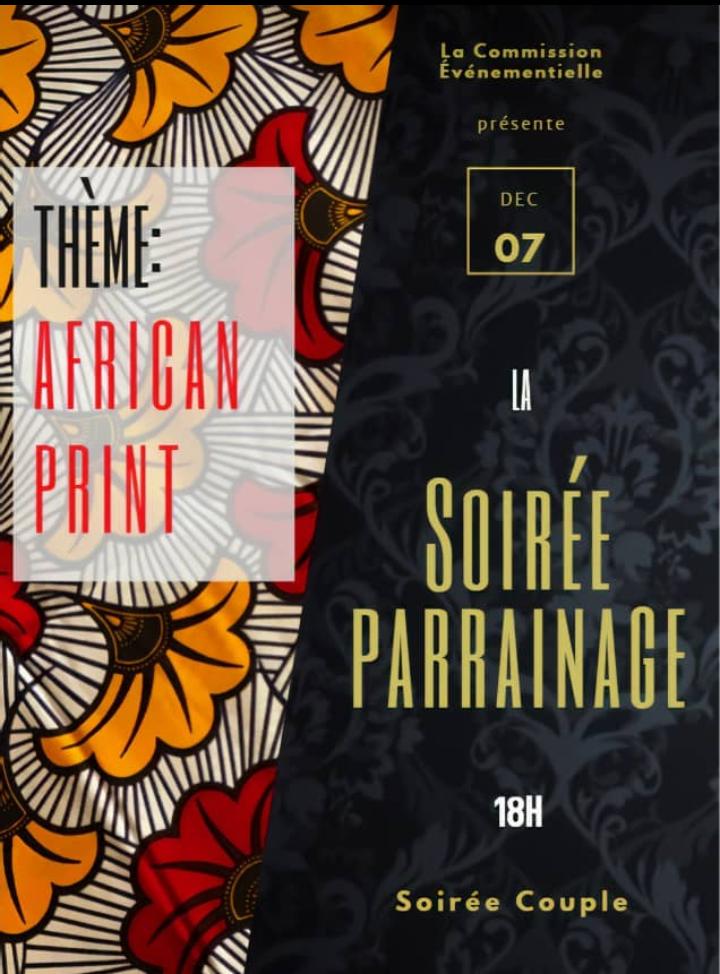 THÈME:
AFRICAN
PRINT
La Commission
Événementielle
présente
DEC
07
LA
SOIRÉE
PARRAINAGE
18H
Soirée Couple